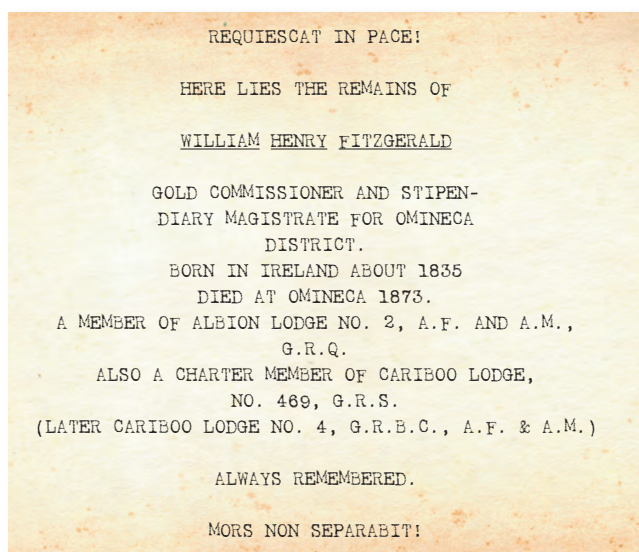 REQUIESCAT IN PACE!
HERE LIES THE REMAINS OF
WILLIAM HENRY FITZGERALD
GOLD COMMISSIONER AND STIPEN-
DIARY MAGISTRATE FOR OMINECA
DISTRICT.
BORN IN IRELAND ABOUT 1835
DIED AT OMINECA 1873.
A MEMBER OF ALBION LODGE NO. 2, A.F. AND A.M.,
G.R.Q.
ALSO A CHARTER MEMBER OF CARIBOO LODGE,
NO. 469, G.R.S.
(LATER CARIBOO LODGE NO. 4, G.R.B.C., A.F. & A.M.)
ALWAYS REMEMBERED.
MORS NON SEPARABIT!